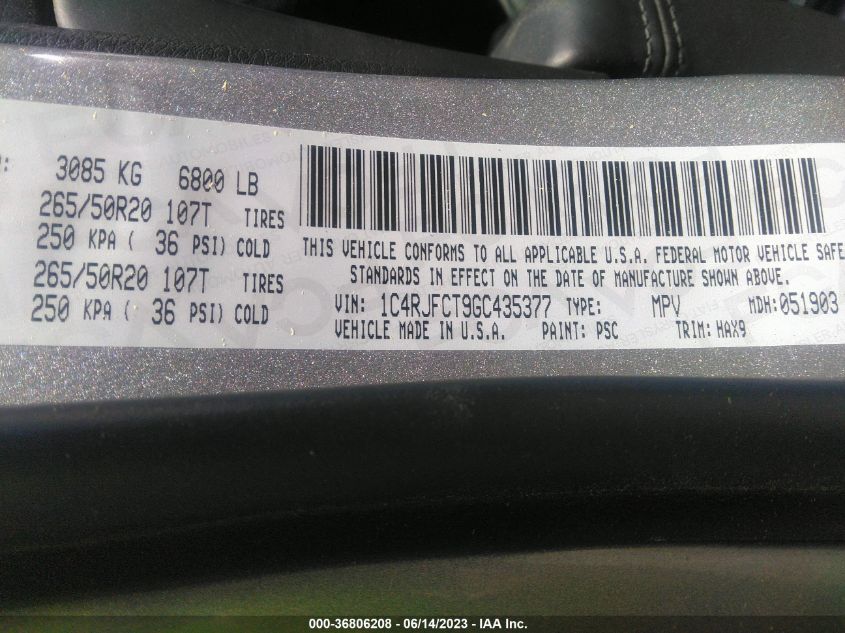 3085 KG 6800 LB
265/50R20 107T TIRES
250 KPA ( 36 PSI) COLD
265/50R20 107T TIRES
250 KPA ( 36 PSI) COLD
THIS VEHICLE CONFORMS TO ALL APPLICABLE U.S.A. FEDERAL MOTOR VEHICLE SAFE
STANDARDS IN EFFECT ON THE DATE OF MANUFACTURE SHOWN ABOVE.
VIN: 1C4RJFCT9GC435377 TYPE: MPV MDH:051903
VEHICLE MADE IN U.S.A. PAINT: PSC TRIM: HAX9
000-36806208 - 06/14/2023 - IAA Inc.